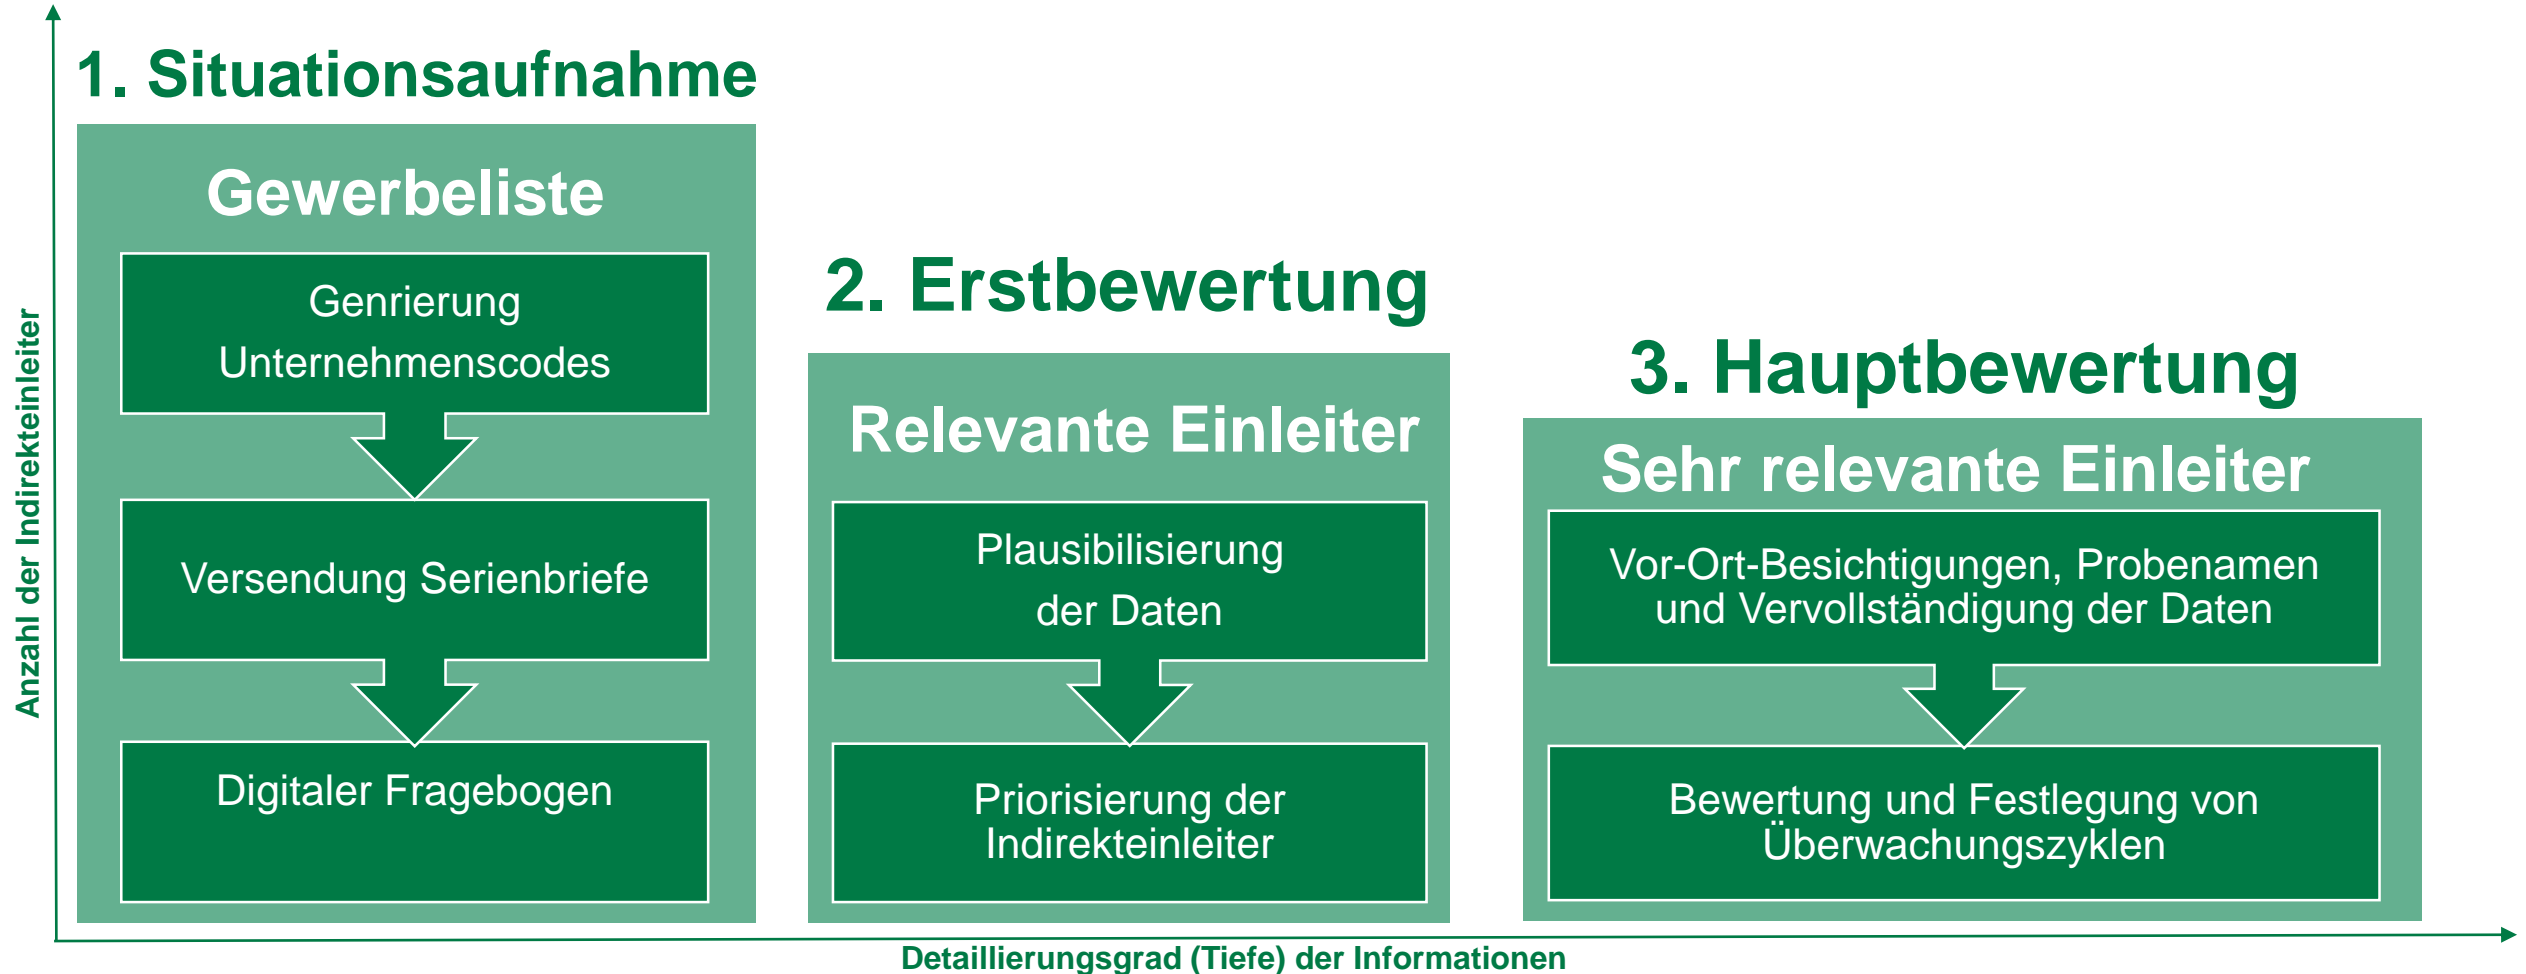 Anzahl der Indirekteinleiter
1. Situationsaufnahme
Gewerbeliste
Genrierung
Unternehmenscodes
Versendung Serienbriefe
Digitaler Fragebogen
2. Erstbewertung
Relevante Einleiter
Plausibilisierung
der Daten
Priorisierung der
Indirekteinleiter
3. Hauptbewertung
Sehr relevante Einleiter
Vor-Ort-Besichtigungen, Probenamen
und Vervollständigung der Daten
Bewertung und Festlegung von
Überwachungszyklen
Detaillierungsgrad (Tiefe) der Informationen